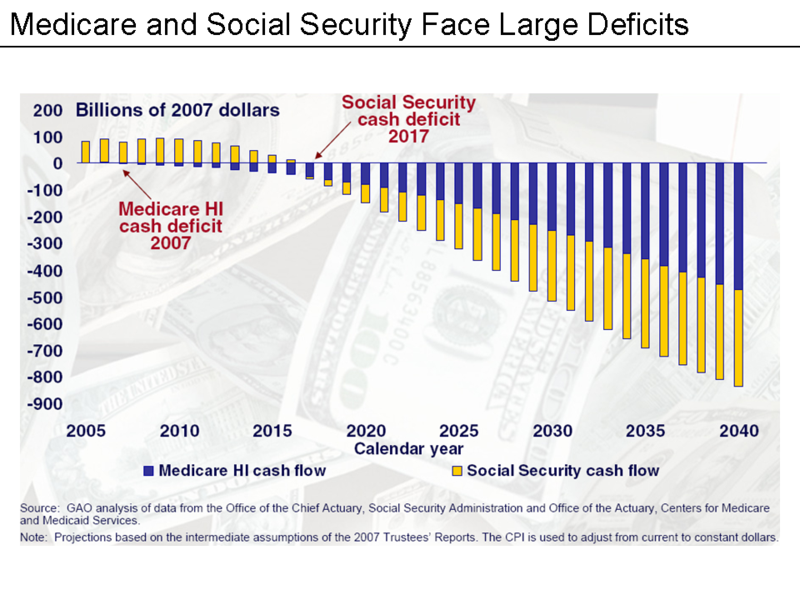 Medicare and Social Security Face Large Deficits
200 Billions of 2007 dollars
Social Security
cash deficit
2017
100
0
-100
Medicare HI
cash deficit
2007
-200
-300
-400
-500
-600
-700
-800
-900
2005 2010 2015 2020 2025 2030 2035 2040
Calendar year
Medicare HI cash flow Social Security cash flow
Source: GAO analysis of data from the Office of the Chief Actuary, Social Security Administration and Office of the Actuary, Centers for Medicare
and Medicaid Services.
Note: Projections based on the intermediate assumptions of the 2007 Trustees' Reports. The CPI is used to adjust from current to constant dollars.